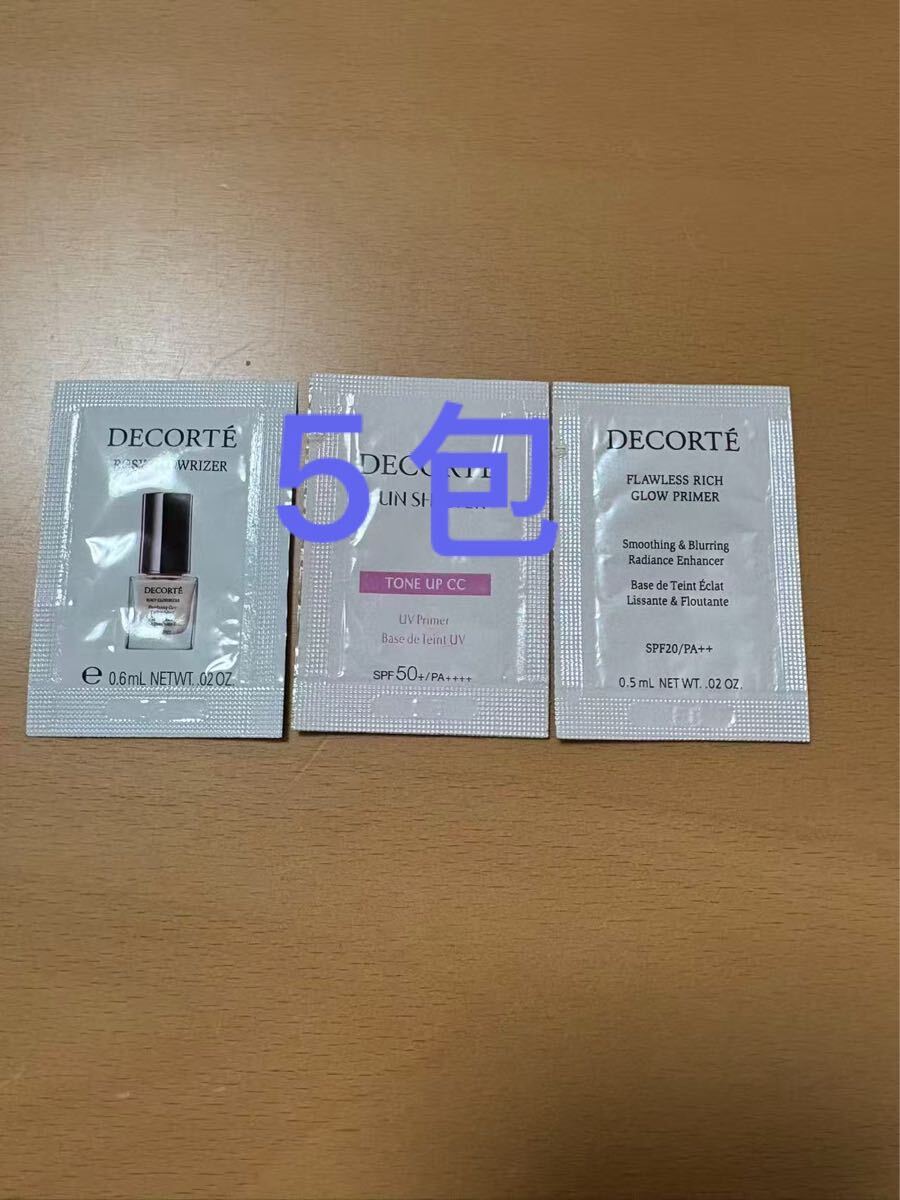 5包
DECORTÉ
0.6mL NET WT. .02 OZ.
DECORTÉ
TONE UP CC
UV Primer
Base de Teint UV
SPF50+/PA++++
DECORTÉ
FLAWLESS RICH
GLOW PRIMER
Smoothing & Blurring
Radiance Enhancer
Base de Teint Éclat
Lissante & Floutante
SPF20/PA++
0.5 mL NET WT. .02 OZ.